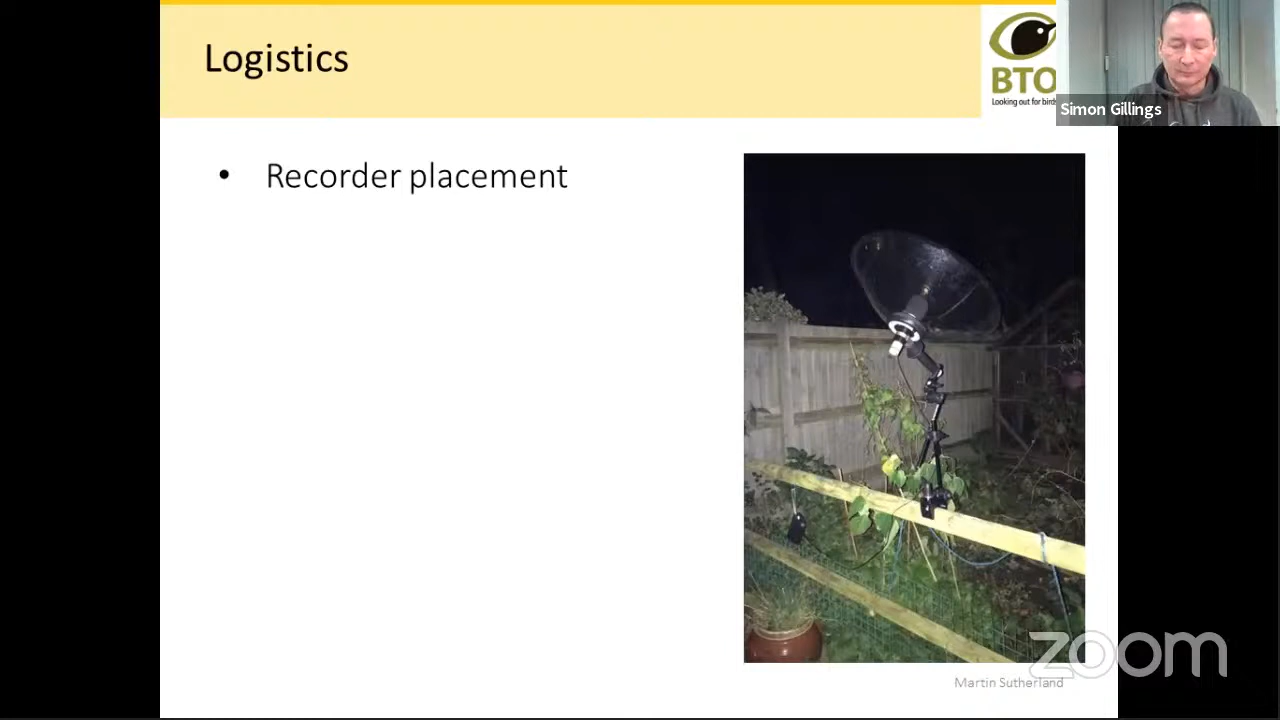 Logistics
BTO
Looking out for birds
Simon Gillings
• Recorder placement
zoom
Martin Sutherland